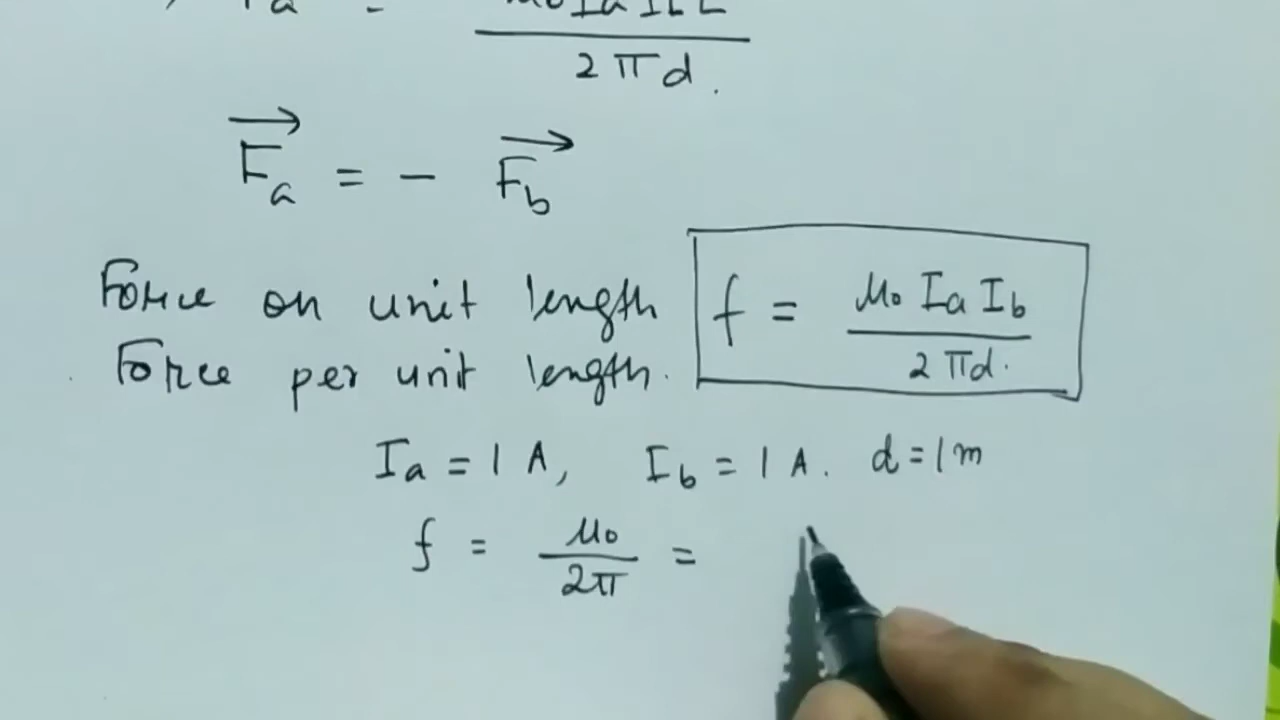 2πd.
F⃗a = - F⃗b
Force on unit length
Force per unit length.
f = μ₀ Ia Ib / 2πd.
Ia = 1 A, Ib = 1 A. d = 1 m
f = μ₀ / 2π =